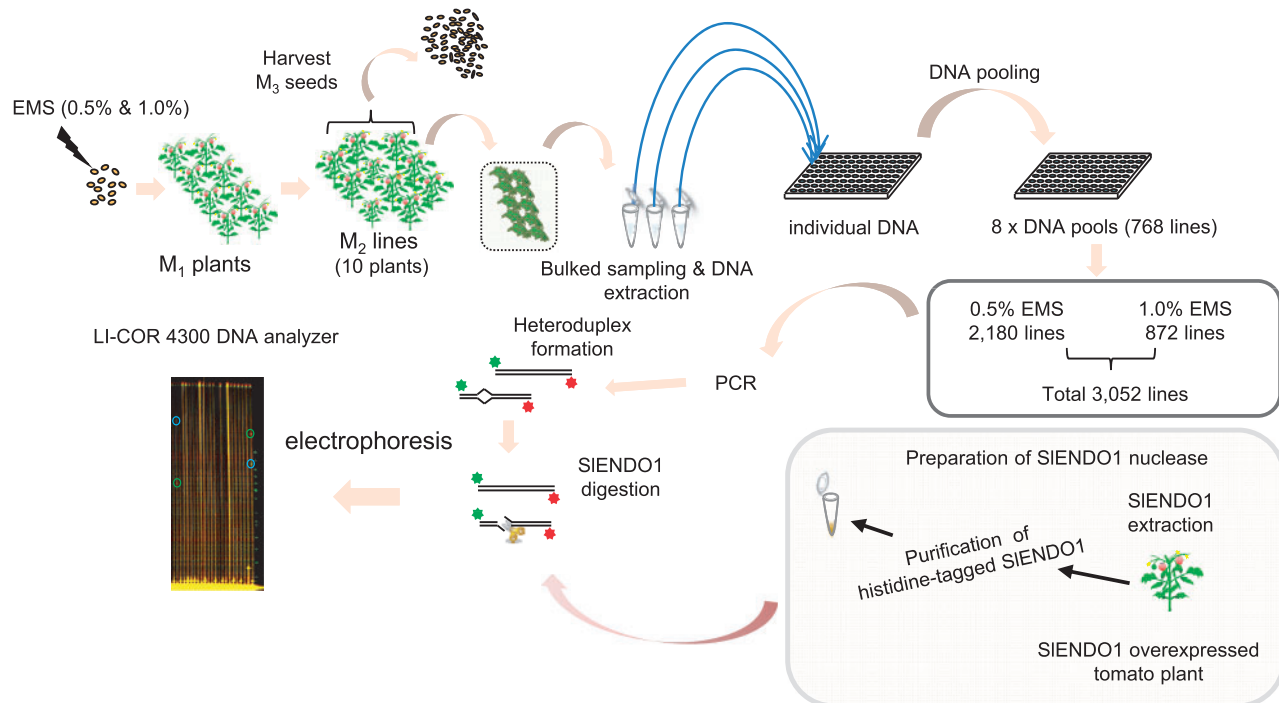 Harvest
M3 seeds
EMS (0.5% & 1.0%)
M1 plants
M2 lines
(10 plants)
Bulked sampling & DNA
extraction
individual DNA
DNA pooling
8 x DNA pools (768 lines)
0.5% EMS
2,180 lines
1.0% EMS
872 lines
Total 3,052 lines
PCR
Heteroduplex
formation
SlENDO1
digestion
electrophoresis
LI-COR 4300 DNA analyzer
Preparation of SlENDO1 nuclease
SlENDO1
extraction
Purification of
histidine-tagged SlENDO1
SlENDO1 overexpressed
tomato plant